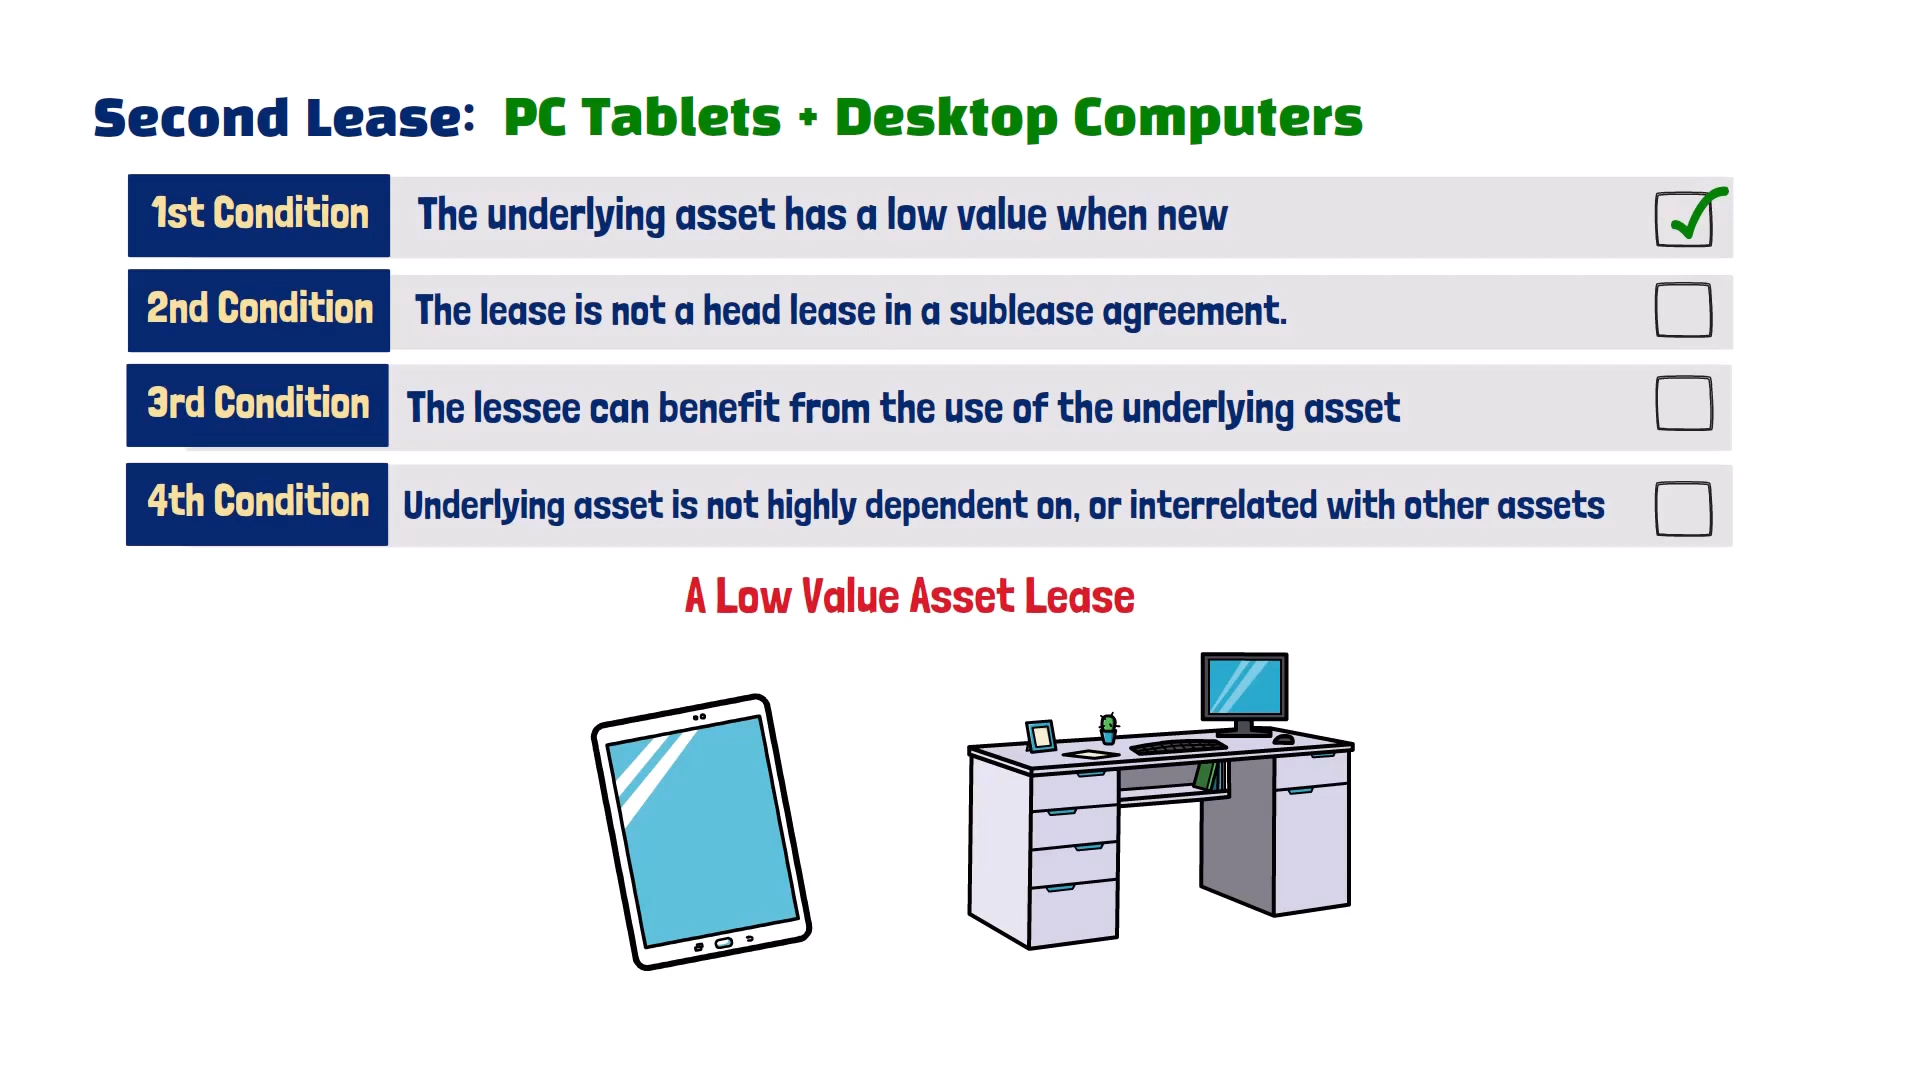 Second Lease: PC Tablets + Desktop Computers
1st Condition The underlying asset has a low value when new
2nd Condition The lease is not a head lease in a sublease agreement.
3rd Condition The lessee can benefit from the use of the underlying asset
4th Condition Underlying asset is not highly dependent on, or interrelated with other assets
A Low Value Asset Lease